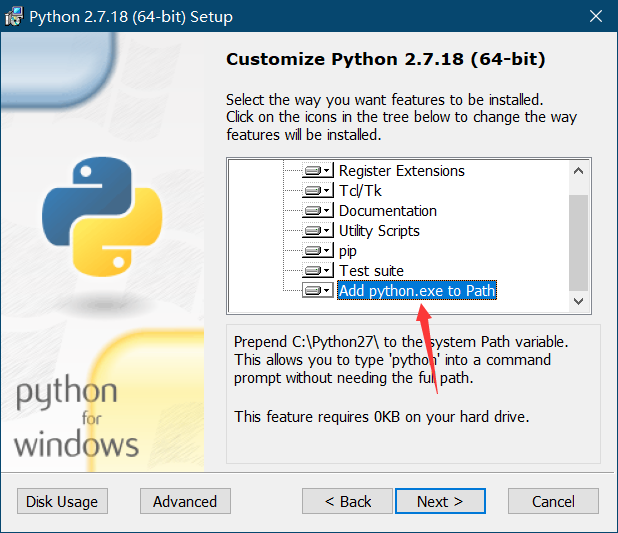 Python 2.7.18 (64-bit) Setup
Customize Python 2.7.18 (64-bit)
Select the way you want features to be installed.
Click on the icons in the tree below to change the way
features will be installed.
Register Extensions
Tcl/Tk
Documentation
Utility Scripts
pip
Test suite
Add python.exe to Path
Prepend C:\Python27\ to the system Path variable.
This allows you to type 'python' into a command
prompt without needing the full path.
This feature requires 0KB on your hard drive.
python
for
windows
Disk Usage
Advanced
< Back
Next >
Cancel